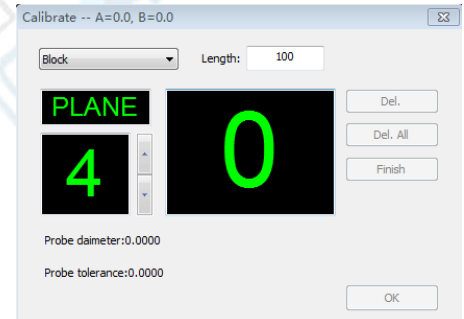 Calibrate -- A=0.0, B=0.0
Block
Length: 100
PLANE
4
0
Del.
Del. All
Finish
Probe daimeter:0.0000
Probe tolerance:0.0000
OK